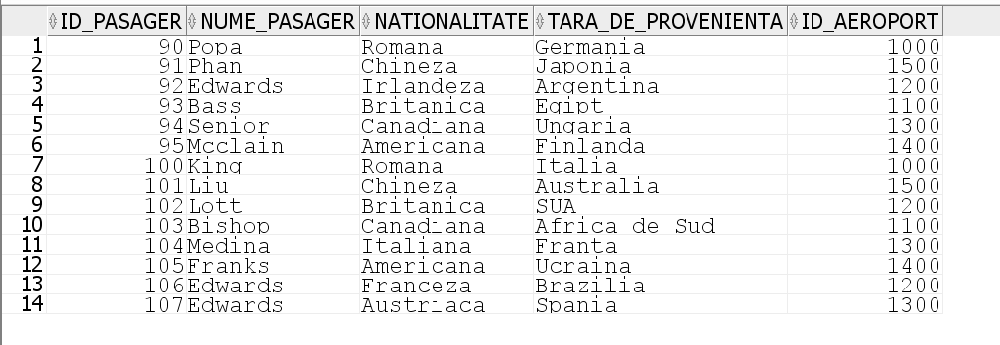 ID_PASAGER NUME_PASAGER NATIONALITATE TARA_DE_PROVENIENTA ID_AEROPORT
1 90 Popa Romana Germania 1000
2 91 Phan Chineza Japonia 1500
3 92 Edwards Irlandeza Argentina 1200
4 93 Bass Britanica Egipt 1100
5 94 Senior Canadiana Ungaria 1300
6 95 Mcclain Americana Finlanda 1400
7 100 King Romana Italia 1000
8 101 Liu Chineza Australia 1500
9 102 Lott Britanica SUA 1200
10 103 Bishop Canadiana Africa de Sud 1100
11 104 Medina Italiana Franta 1300
12 105 Franks Americana Ucraina 1400
13 106 Edwards Franceza Brazilia 1200
14 107 Edwards Austriaca Spania 1300